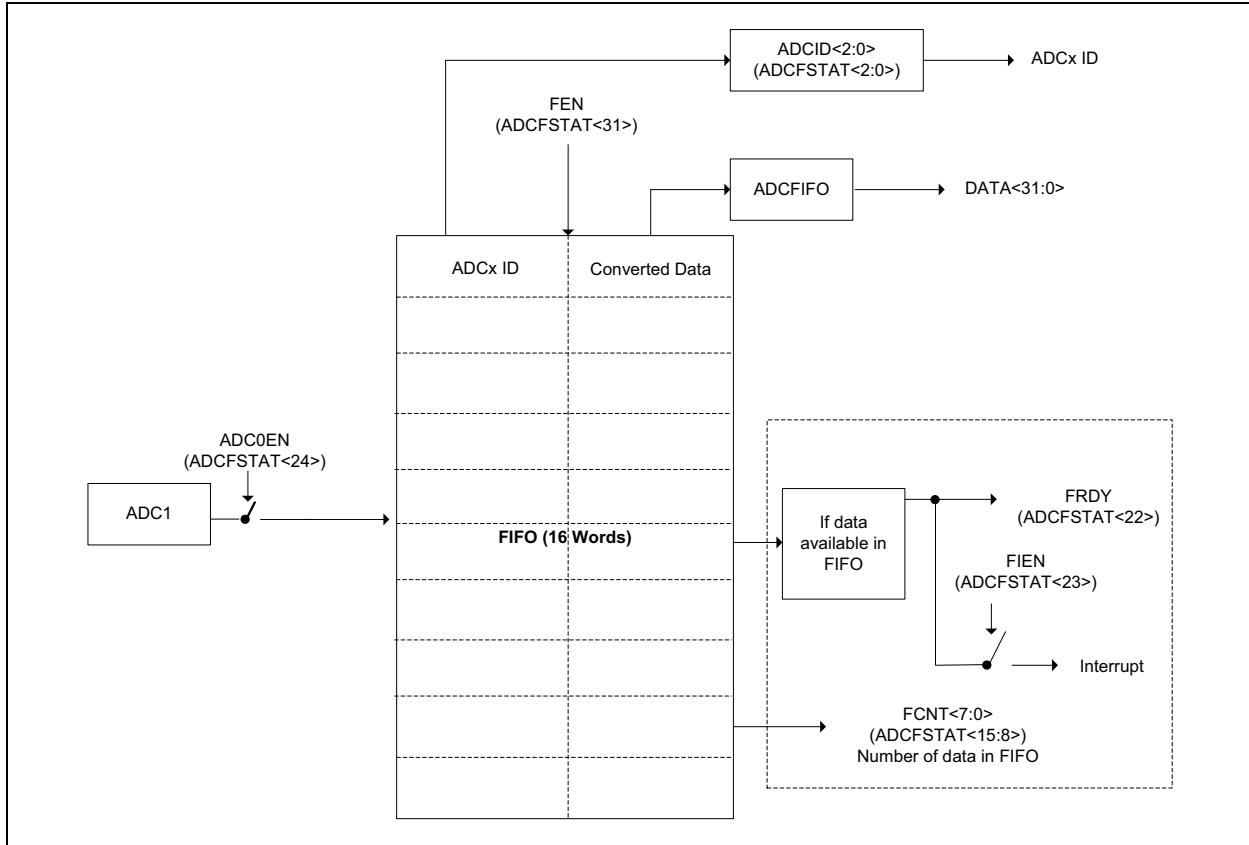 ADCID<2:0>
(ADCFSTAT<2:0>)
ADCx ID
FEN
(ADCFSTAT<31>)
ADCFIFO
DATA<31:0>
ADCx ID
Converted Data
ADC0EN
(ADCFSTAT<24>)
ADC1
FIFO (16 Words)
If data
available in
FIFO
FRDY
(ADCFSTAT<22>)
FIEN
(ADCFSTAT<23>)
Interrupt
FCNT<7:0>
(ADCFSTAT<15:8>)
Number of data in FIFO